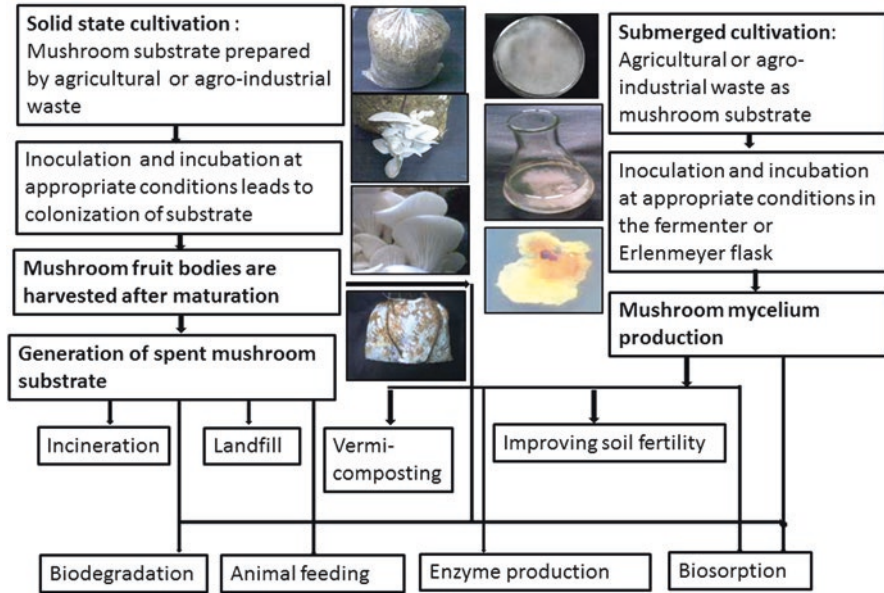 Solid state cultivation :
Mushroom substrate prepared
by agricultural or agro-industrial
waste
Inoculation and incubation at
appropriate conditions leads to
colonization of substrate
Mushroom fruit bodies are
harvested after maturation
Generation of spent mushroom
substrate
Submerged cultivation:
Agricultural or agro-
industrial waste as
mushroom substrate
Inoculation and incubation
at appropriate conditions in
the fermenter or
Erlenmeyer flask
Mushroom mycelium
production
Incineration
Landfill
Vermi-
composting
Improving soil fertility
Biodegradation
Animal feeding
Enzyme production
Biosorption